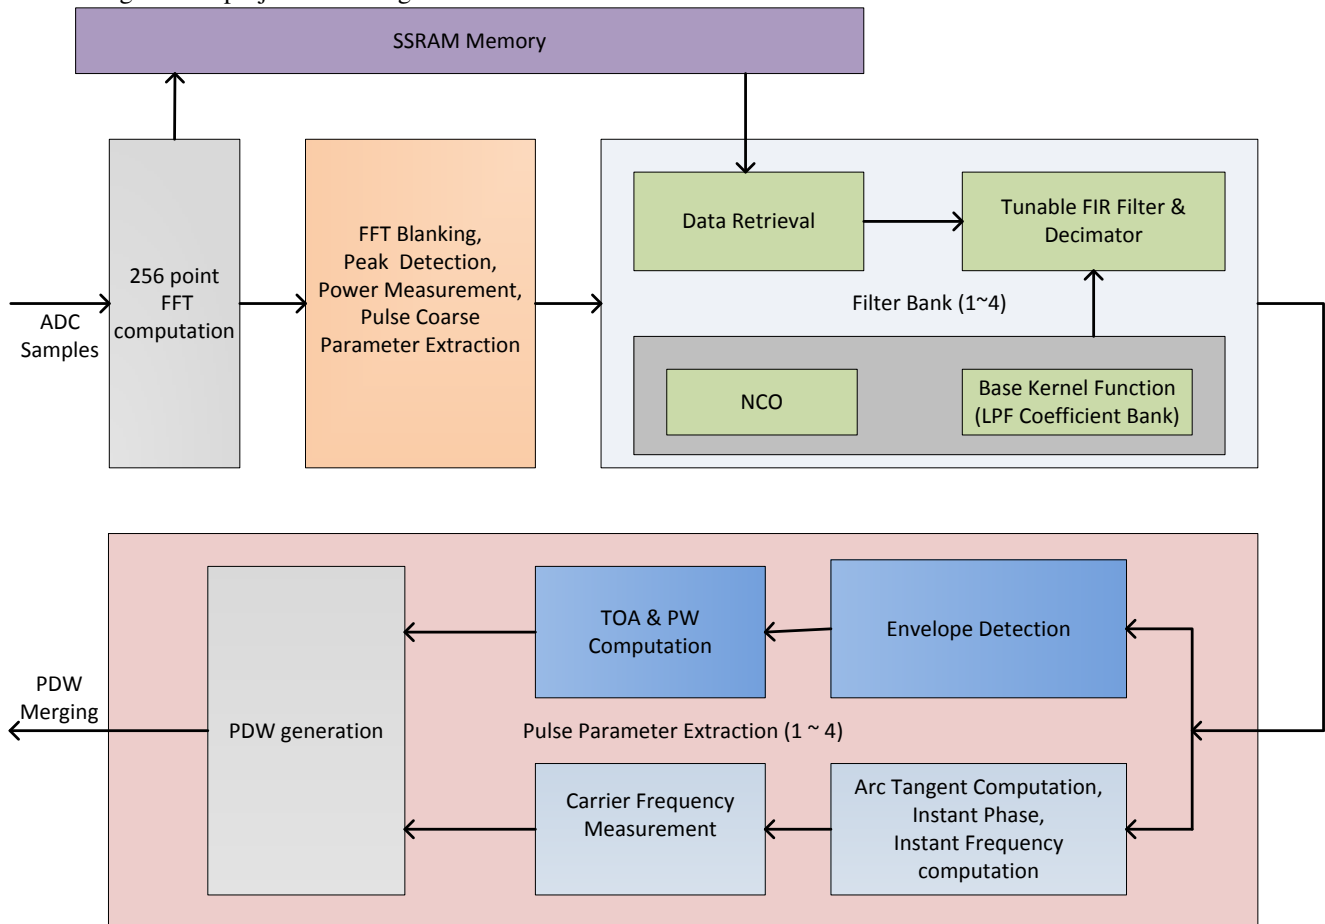 SSRAM Memory
256 point
FFT
computation
ADC
Samples
FFT Blanking,
Peak Detection,
Power Measurement,
Pulse Coarse
Parameter Extraction
Data Retrieval
Tunable FIR Filter &
Decimator
Filter Bank (1~4)
NCO
Base Kernel Function
(LPF Coefficient Bank)
TOA & PW
Computation
Envelope Detection
PDW
Merging
PDW generation
Pulse Parameter Extraction (1 ~ 4)
Carrier Frequency
Measurement
Arc Tangent Computation,
Instant Phase,
Instant Frequency
computation